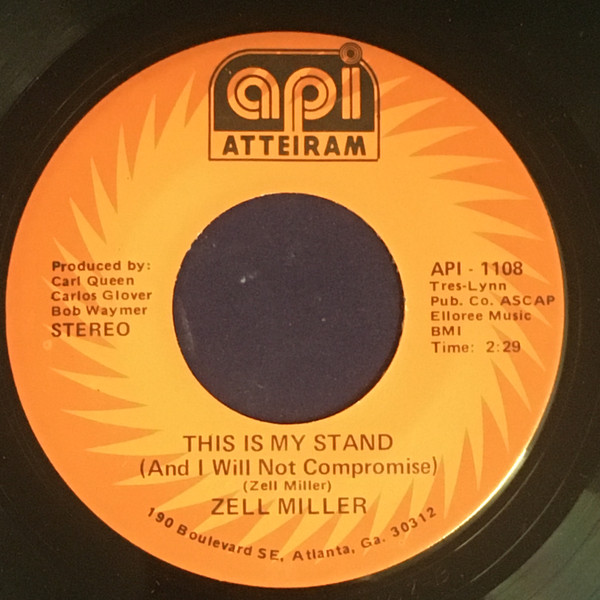 api
ATTEIRAM
Produced by:
Carl Queen
Carlos Glover
Bob Waymer
STEREO
API - 1108
Tres-Lynn
Pub. Co. ASCAP
Elloree Music
BMI
Time: 2:29
THIS IS MY STAND
(And I Will Not Compromise)
(Zell Miller)
ZELL MILLER
190 Boulevard SE, Atlanta, Ga. 30312